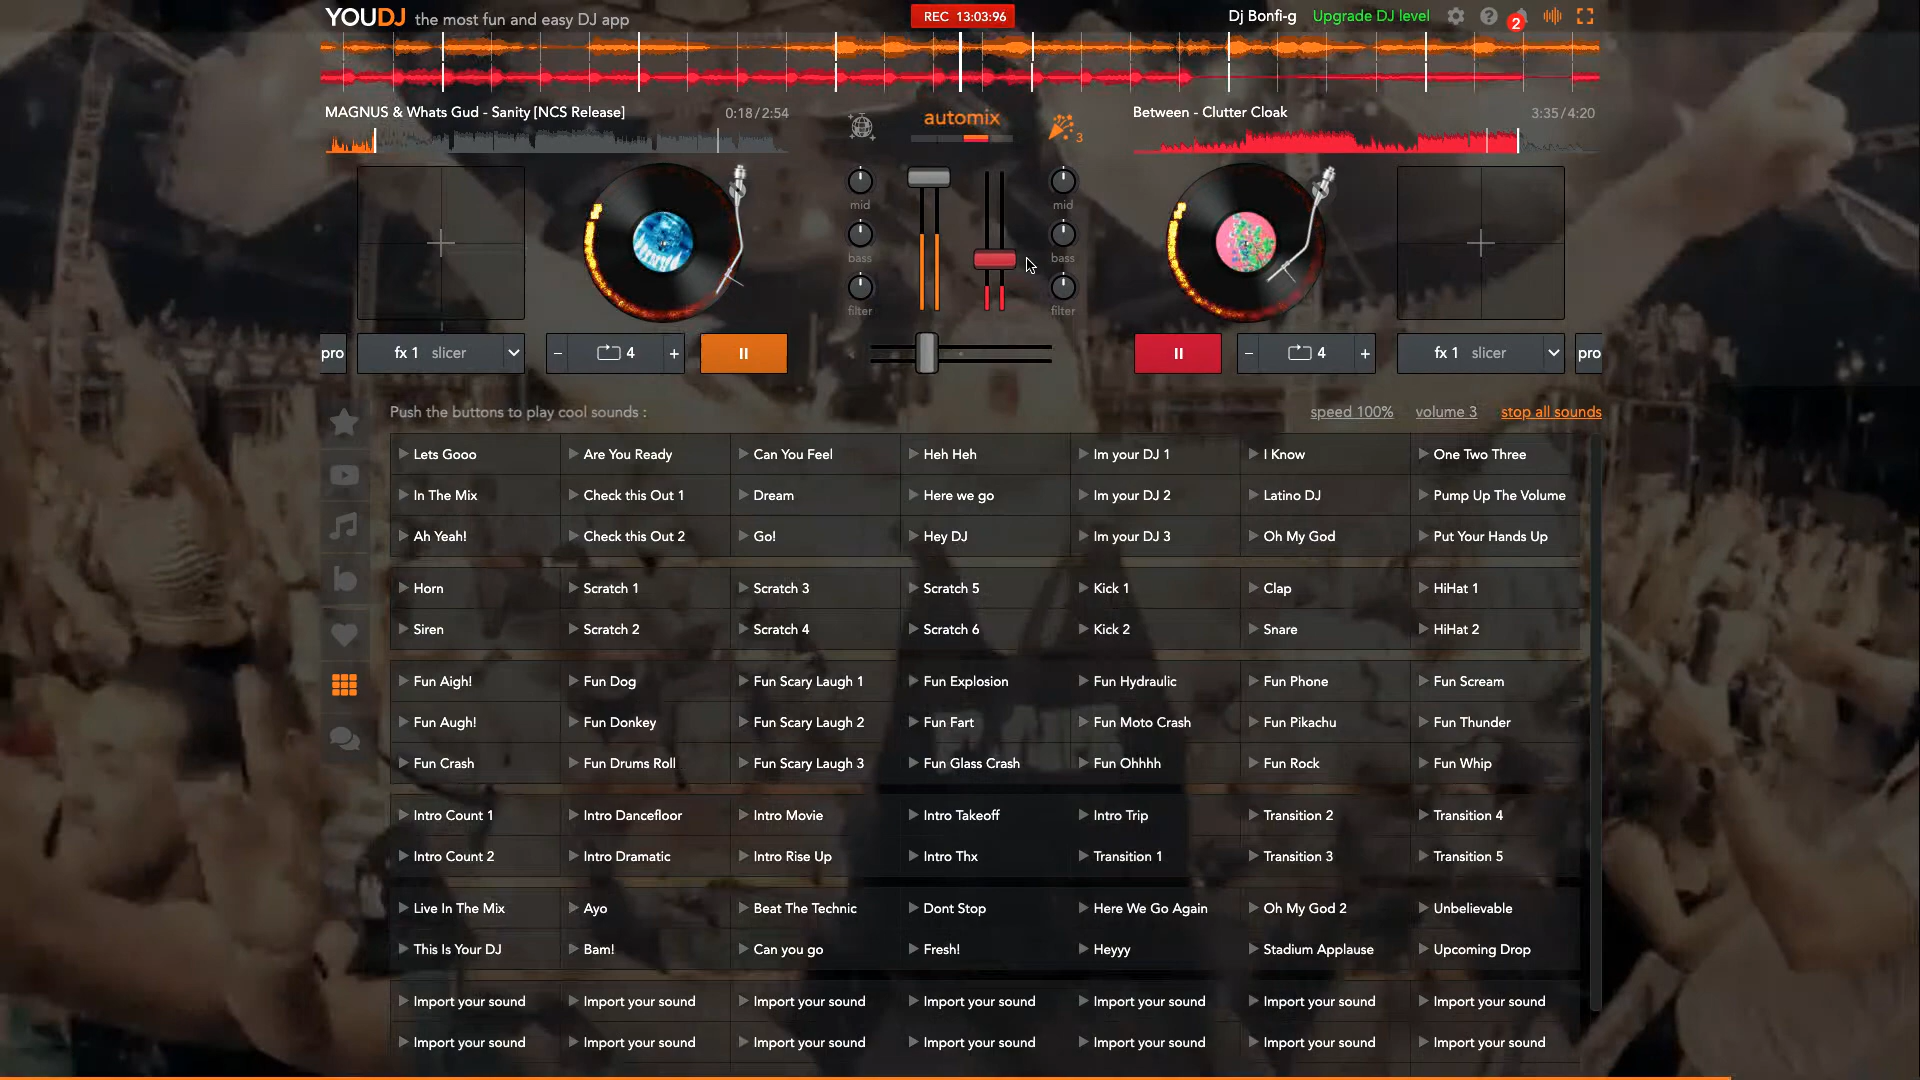 YOUDJ the most fun and easy DJ app
REC 13:03:96
Dj Bonfi-g Upgrade DJ level
2
MAGNUS & Whats Gud - Sanity [NCS Release] 0:18/2:54
automix
3
Between - Clutter Cloak 3:35/4:20
mid mid
bass bass
filter filter
pro fx 1 slicer − 4 + − 4 + fx 1 slicer pro
Push the buttons to play cool sounds : speed 100% volume 3 stop all sounds
Lets Gooo Are You Ready Can You Feel Heh Heh Im your DJ 1 I Know One Two Three
In The Mix Check this Out 1 Dream Here we go Im your DJ 2 Latino DJ Pump Up The Volume
Ah Yeah! Check this Out 2 Go! Hey DJ Im your DJ 3 Oh My God Put Your Hands Up
Horn Scratch 1 Scratch 3 Scratch 5 Kick 1 Clap HiHat 1
Siren Scratch 2 Scratch 4 Scratch 6 Kick 2 Snare HiHat 2
Fun Aigh! Fun Dog Fun Scary Laugh 1 Fun Explosion Fun Hydraulic Fun Phone Fun Scream
Fun Augh! Fun Donkey Fun Scary Laugh 2 Fun Fart Fun Moto Crash Fun Pikachu Fun Thunder
Fun Crash Fun Drums Roll Fun Scary Laugh 3 Fun Glass Crash Fun Ohhhh Fun Rock Fun Whip
Intro Count 1 Intro Dancefloor Intro Movie Intro Takeoff Intro Trip Transition 2 Transition 4
Intro Count 2 Intro Dramatic Intro Rise Up Intro Thx Transition 1 Transition 3 Transition 5
Live In The Mix Ayo Beat The Technic Dont Stop Here We Go Again Oh My God 2 Unbelievable
This Is Your DJ Bam! Can you go Fresh! Heyyy Stadium Applause Upcoming Drop
Import your sound Import your sound Import your sound Import your sound Import your sound Import your sound Import your sound
Import your sound Import your sound Import your sound Import your sound Import your sound Import your sound Import your sound